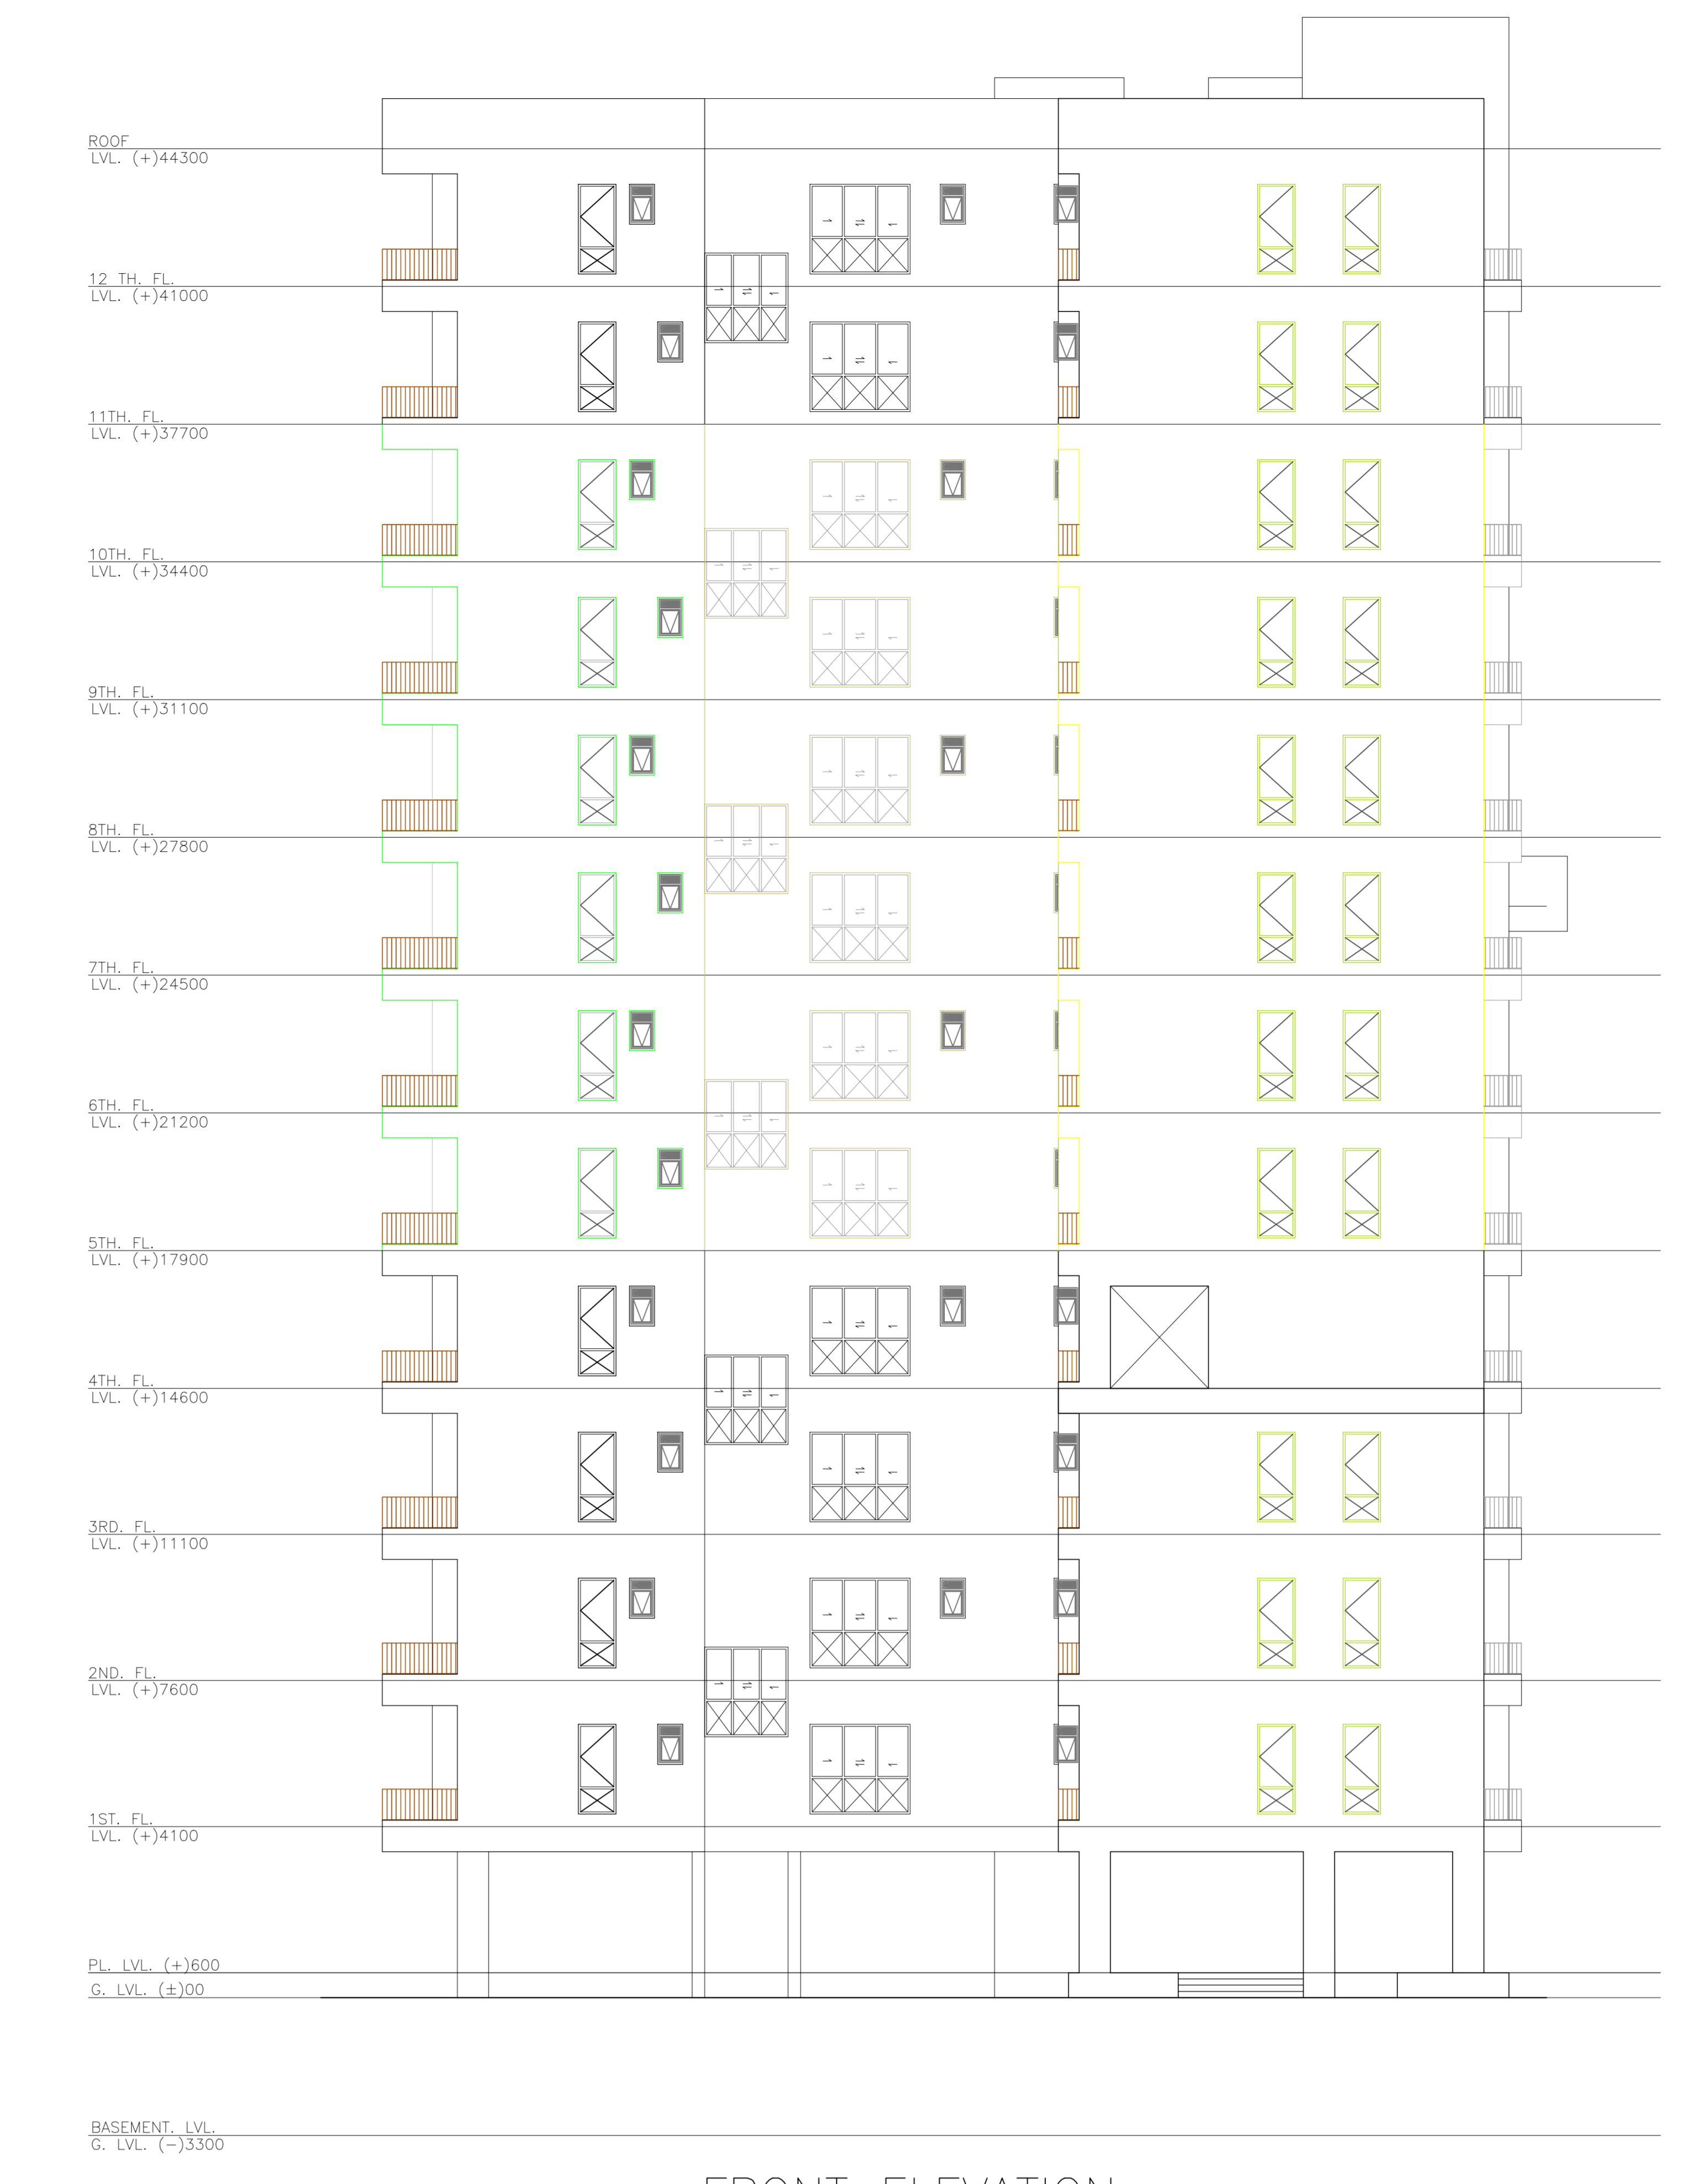 ROOF
LVL. (+)44300
12 TH. FL.
LVL. (+)41000
11TH. FL.
LVL. (+)37700
10TH. FL.
LVL. (+)34400
9TH. FL.
LVL. (+)31100
8TH. FL.
LVL. (+)27800
7TH. FL.
LVL. (+)24500
6TH. FL.
LVL. (+)21200
5TH. FL.
LVL. (+)17900
4TH. FL.
LVL. (+)14600
3RD. FL.
LVL. (+)11100
2ND. FL.
LVL. (+)7600
1ST. FL.
LVL. (+)4100
PL. LVL. (+)600
G. LVL. (±)00
BASEMENT. LVL.
G. LVL. (−)3300
FRONT ELEVATION